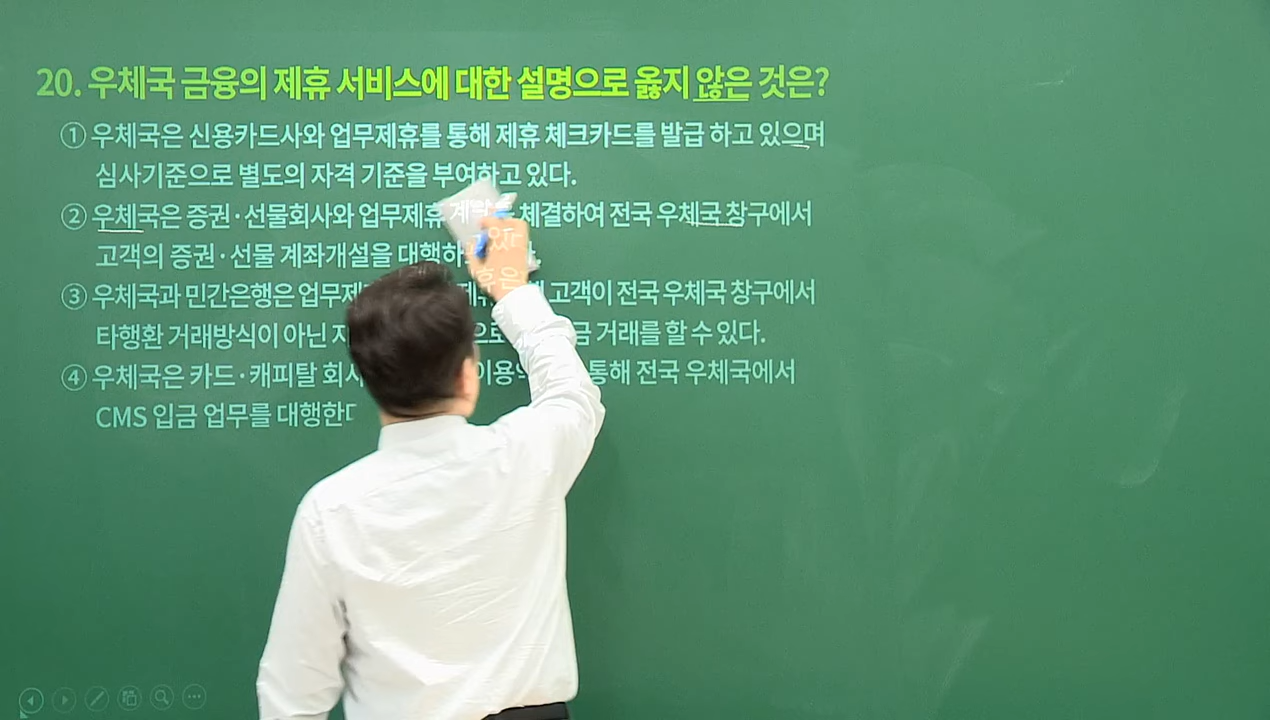 20. 우체국 금융의 제휴 서비스에 대한 설명으로 옳지 않은 것은?
① 우체국은 신용카드사와 업무제휴를 통해 제휴 체크카드를 발급 하고 있으며
심사기준으로 별도의 자격 기준을 부여하고 있다.
② 우체국은 증권·선물회사와 업무제휴 계약을 체결하여 전국 우체국 창구에서
고객의 증권·선물 계좌개설을 대행하
③ 우체국과 민간은행은 업무제 고객이 전국 우체국 창구에서
타행환 거래방식이 아닌 거래를 할 수 있다.
④ 우체국은 카드·캐피탈 회사 통해 전국 우체국에서
CMS 입금 업무를 대행한다